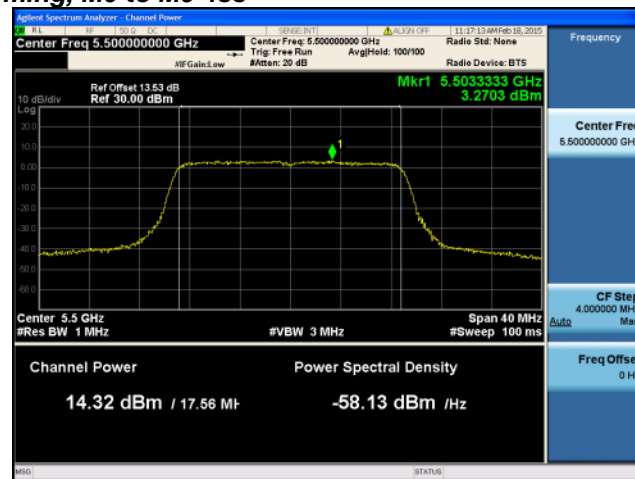 Agilent Spectrum Analyzer - Channel Power
RL RF 50 Ω DC SENSE:INT ALIGN OFF 11:17:13 AM Feb 18, 2015
Center Freq 5.500000000 GHz
Center Freq: 5.500000000 GHz Radio Std: None
Trig: Free Run Avg|Hold: 100/100
#IFGain:Low #Atten: 20 dB Radio Device: BTS
Frequency
Mkr1 5.5033333 GHz
3.2703 dBm
Ref Offset 13.53 dB
10 dB/div Ref 30.00 dBm
Log
20.0
10.0
0.00
-10.0
-20.0
-30.0
-40.0
-50.0
-60.0
1
Center 5.5 GHz Span 40 MHz
#Res BW 1 MHz #VBW 3 MHz #Sweep 100 ms
Center Fre
5.500000000 GH
CF Step
4.000000 MH
Auto Ma
Freq Offse
0 H
Channel Power Power Spectral Density
14.32 dBm / 17.56 MH -58.13 dBm /Hz
MSG STATUS